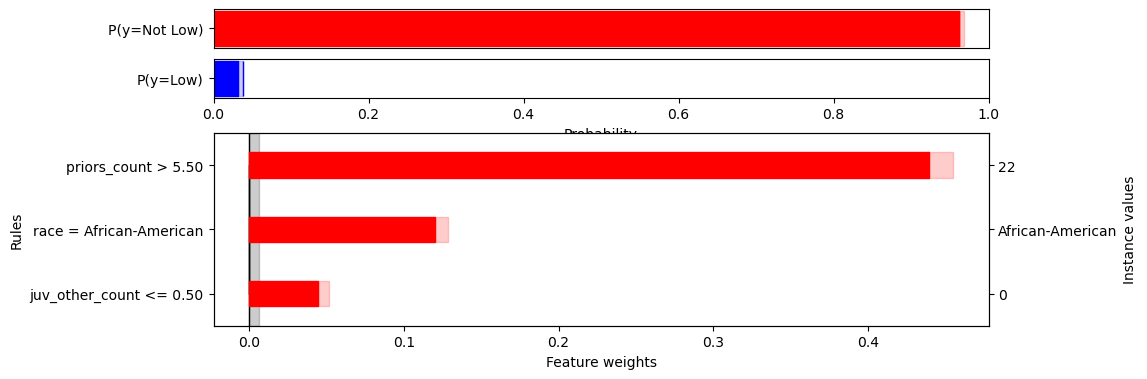 P(y=Not Low)
P(y=Low)
0.0 0.2 0.4 0.6 0.8 1.0
Probability
Rules
priors_count > 5.50 22
race = African-American African-American
juv_other_count <= 0.50 0
Instance values
0.0 0.1 0.2 0.3 0.4
Feature weights